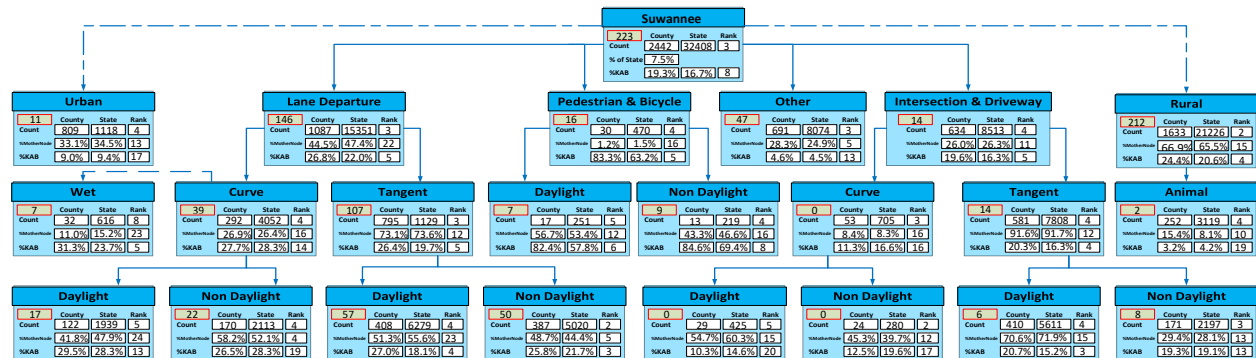 Suwannee
223 County State Rank
Count 2442 32408 3
% of State 7.5%
%KAB 19.3% 16.7% 8
Urban
11 County State Rank
Count 809 1118 4
%MotherNode 33.1% 34.5% 13
%KAB 9.0% 9.4% 17
Lane Departure
146 County State Rank
Count 1087 15351 3
%MotherNode 44.5% 47.4% 22
%KAB 26.8% 22.0% 5
Pedestrian & Bicycle
16 County State Rank
Count 30 470 4
%MotherNode 1.2% 1.5% 16
%KAB 83.3% 63.2% 5
Other
47 County State Rank
Count 691 8074 3
%MotherNode 28.3% 24.9% 5
%KAB 4.6% 4.5% 13
Intersection & Driveway
14 County State Rank
Count 634 8513 4
%MotherNode 26.0% 26.3% 11
%KAB 19.6% 16.3% 5
Rural
212 County State Rank
Count 1633 21226 2
%MotherNode 66.9% 65.5% 15
%KAB 24.4% 20.6% 4
Wet
7 County State Rank
Count 32 616 8
%MotherNode 11.0% 15.2% 23
%KAB 31.3% 23.7% 5
Curve
39 County State Rank
Count 292 4052 4
%MotherNode 26.9% 26.4% 16
%KAB 27.7% 28.3% 14
Tangent
107 County State Rank
Count 795 1129 3
%MotherNode 73.1% 73.6% 12
%KAB 26.4% 19.7% 5
Daylight
7 County State Rank
Count 17 251 5
%MotherNode 56.7% 53.4% 12
%KAB 82.4% 57.8% 6
Non Daylight
9 County State Rank
Count 13 219 4
%MotherNode 43.3% 46.6% 16
%KAB 84.6% 69.4% 8
Curve
0 County State Rank
Count 53 705 3
%MotherNode 8.4% 8.3% 16
%KAB 11.3% 16.6% 16
Tangent
14 County State Rank
Count 581 7808 4
%MotherNode 91.6% 91.7% 12
%KAB 20.3% 16.3% 4
Animal
2 County State Rank
Count 252 3119 4
%MotherNode 15.4% 8.1% 10
%KAB 3.2% 4.2% 19
Daylight
17 County State Rank
Count 122 1939 5
%MotherNode 41.8% 47.9% 24
%KAB 29.5% 28.3% 13
Non Daylight
22 County State Rank
Count 170 2113 4
%MotherNode 58.2% 52.1% 4
%KAB 26.5% 28.3% 19
Daylight
57 County State Rank
Count 408 6279 4
%MotherNode 51.3% 55.6% 23
%KAB 27.0% 18.1% 4
Non Daylight
50 County State Rank
Count 387 5020 2
%MotherNode 48.7% 44.4% 5
%KAB 25.8% 21.7% 3
Daylight
0 County State Rank
Count 29 425 5
%MotherNode 54.7% 60.3% 15
%KAB 10.3% 14.6% 20
Non Daylight
0 County State Rank
Count 24 280 2
%MotherNode 45.3% 39.7% 12
%KAB 12.5% 19.6% 17
Daylight
6 County State Rank
Count 410 5611 4
%MotherNode 70.6% 71.9% 15
%KAB 20.7% 15.2% 3
Non Daylight
8 County State Rank
Count 171 2197 3
%MotherNode 29.4% 28.1% 13
%KAB 19.3% 19.1% 12